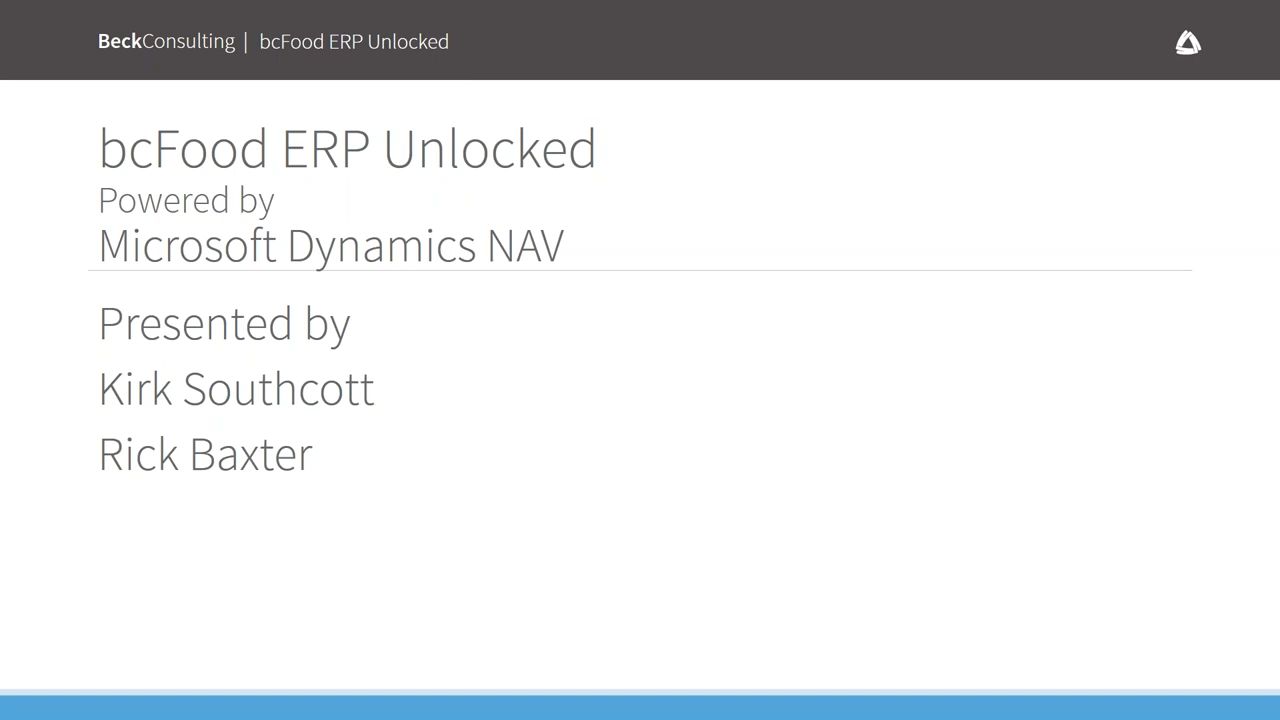 BeckConsulting | bcFood ERP Unlocked
bcFood ERP Unlocked
Powered by
Microsoft Dynamics NAV
Presented by
Kirk Southcott
Rick Baxter